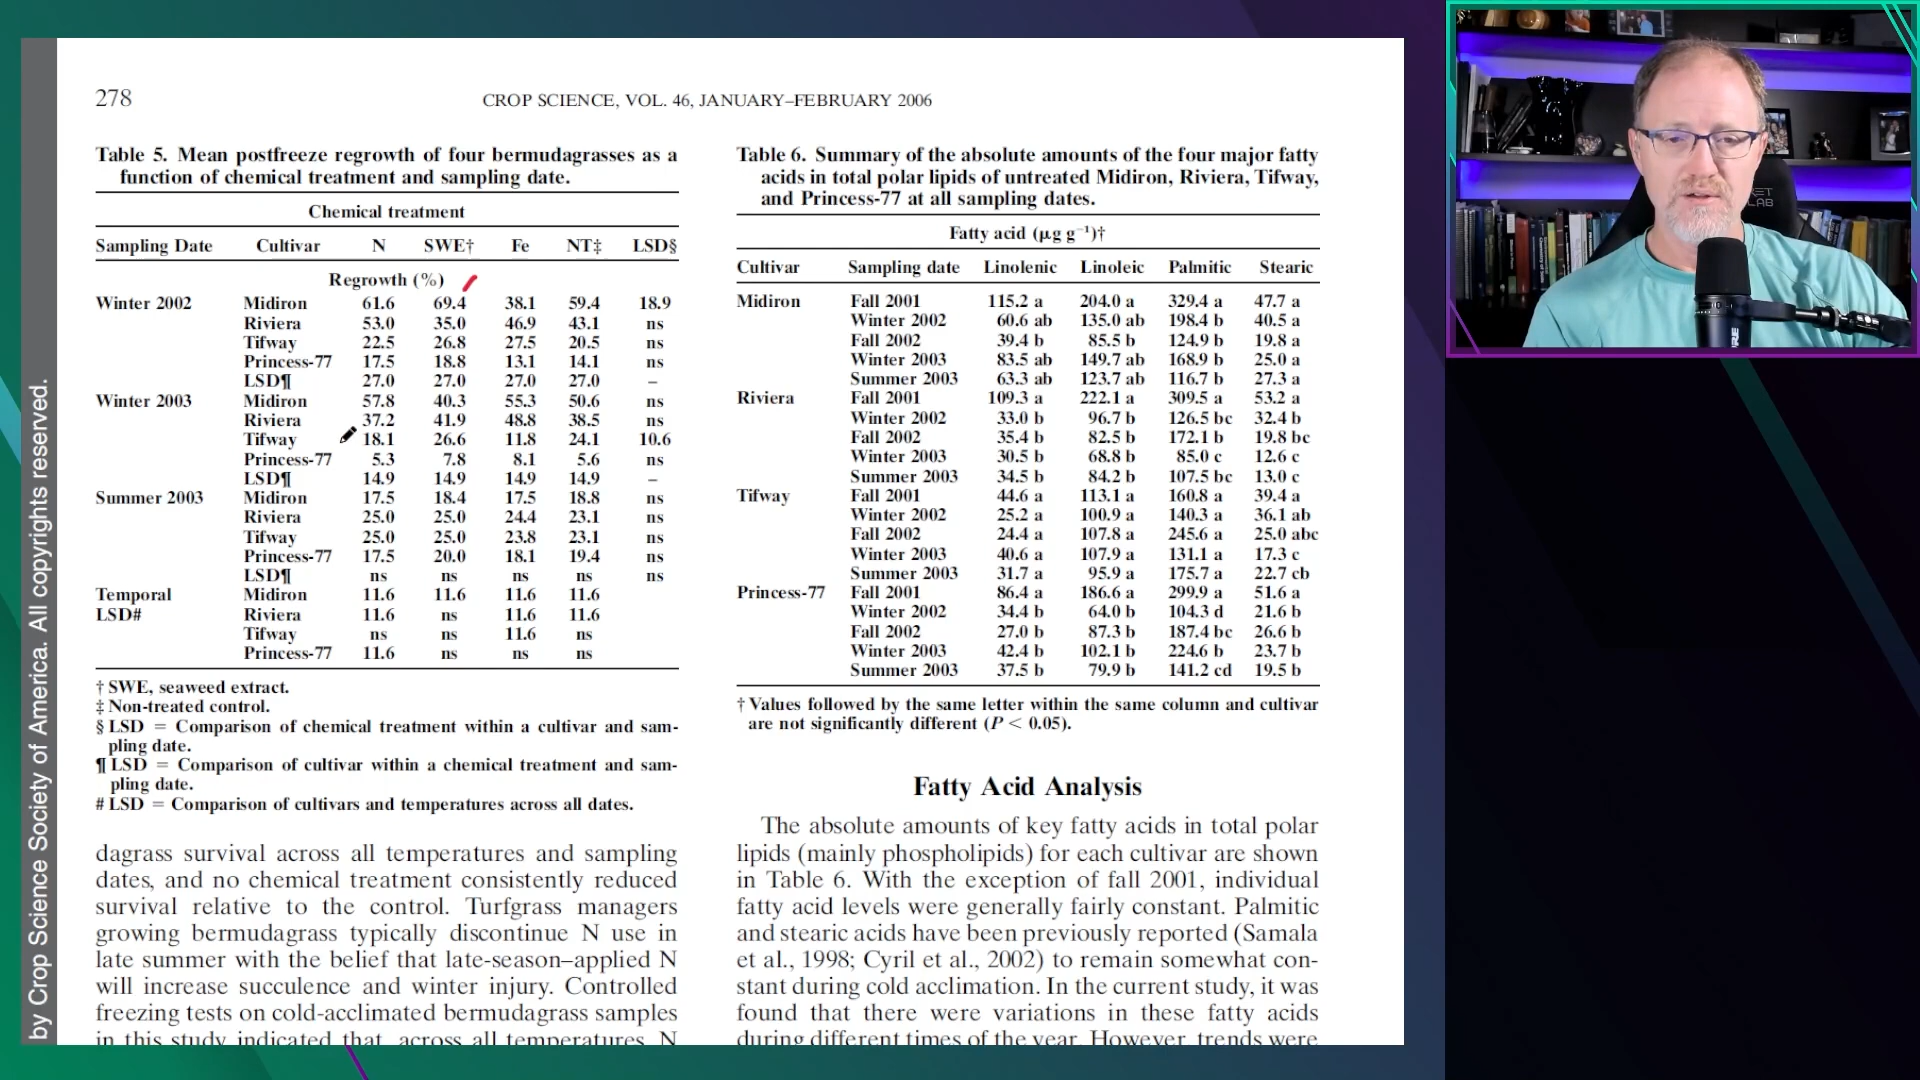 278
CROP SCIENCE, VOL. 46, JANUARY–FEBRUARY 2006
by Crop Science Society of America. All copyrights reserved.
Table 5. Mean postfreeze regrowth of four bermudagrasses as a
function of chemical treatment and sampling date.
Chemical treatment
Sampling Date Cultivar N SWE† Fe NT‡ LSD§
Regrowth (%)
Winter 2002 Midiron 61.6 69.4 38.1 59.4 18.9
Riviera 53.0 35.0 46.9 43.1 ns
Tifway 22.5 26.8 27.5 20.5 ns
Princess-77 17.5 18.8 13.1 14.1 ns
LSD¶ 27.0 27.0 27.0 27.0 –
Winter 2003 Midiron 57.8 40.3 55.3 50.6 ns
Riviera 37.2 41.9 48.8 38.5 ns
Tifway 18.1 26.6 11.8 24.1 10.6
Princess-77 5.3 7.8 8.1 5.6 ns
LSD¶ 14.9 14.9 14.9 14.9 –
Summer 2003 Midiron 17.5 18.4 17.5 18.8 ns
Riviera 25.0 25.0 24.4 23.1 ns
Tifway 25.0 25.0 23.8 23.1 ns
Princess-77 17.5 20.0 18.1 19.4 ns
LSD¶ ns ns ns ns ns
Temporal Midiron 11.6 11.6 11.6 11.6
LSD# Riviera 11.6 ns 11.6 11.6
Tifway ns ns 11.6 ns
Princess-77 11.6 ns ns ns
† SWE, seaweed extract.
‡ Non-treated control.
§ LSD = Comparison of chemical treatment within a cultivar and sam-
pling date.
¶ LSD = Comparison of cultivar within a chemical treatment and sam-
pling date.
# LSD = Comparison of cultivars and temperatures across all dates.
dagrass survival across all temperatures and sampling
dates, and no chemical treatment consistently reduced
survival relative to the control. Turfgrass managers
growing bermudagrass typically discontinue N use in
late summer with the belief that late-season–applied N
will increase succulence and winter injury. Controlled
freezing tests on cold-acclimated bermudagrass samples
in this study indicated that, across all temperatures, N
Table 6. Summary of the absolute amounts of the four major fatty
acids in total polar lipids of untreated Midiron, Riviera, Tifway,
and Princess-77 at all sampling dates.
Fatty acid (μg g⁻¹)†
Cultivar Sampling date Linolenic Linoleic Palmitic Stearic
Midiron Fall 2001 115.2 a 204.0 a 329.4 a 47.7 a
Winter 2002 60.6 ab 135.0 ab 198.4 b 40.5 a
Fall 2002 39.4 b 85.5 b 124.9 b 19.8 a
Winter 2003 83.5 ab 149.7 ab 168.9 b 25.0 a
Summer 2003 63.3 ab 123.7 ab 116.7 b 27.3 a
Riviera Fall 2001 109.3 a 222.1 a 309.5 a 53.2 a
Winter 2002 33.0 b 96.7 b 126.5 bc 32.4 b
Fall 2002 35.4 b 82.5 b 172.1 b 19.8 bc
Winter 2003 30.5 b 68.8 b 85.0 c 12.6 c
Summer 2003 34.5 b 84.2 b 107.5 bc 13.0 c
Tifway Fall 2001 44.6 a 113.1 a 160.8 a 39.4 a
Winter 2002 25.2 a 100.9 a 140.3 a 36.1 ab
Fall 2002 24.4 a 107.8 a 245.6 a 25.0 abc
Winter 2003 40.6 a 107.9 a 131.1 a 17.3 c
Summer 2003 31.7 a 95.9 a 175.7 a 22.7 cb
Princess-77 Fall 2001 86.4 a 186.6 a 299.9 a 51.6 a
Winter 2002 34.4 b 64.0 b 104.3 d 21.6 b
Fall 2002 27.0 b 87.3 b 187.4 bc 26.6 b
Winter 2003 42.4 b 102.1 b 224.6 b 23.7 b
Summer 2003 37.5 b 79.9 b 141.2 cd 19.5 b
† Values followed by the same letter within the same column and cultivar
are not significantly different (P < 0.05).
Fatty Acid Analysis
The absolute amounts of key fatty acids in total polar
lipids (mainly phospholipids) for each cultivar are shown
in Table 6. With the exception of fall 2001, individual
fatty acid levels were generally fairly constant. Palmitic
and stearic acids have been previously reported (Samala
et al., 1998; Cyril et al., 2002) to remain somewhat con-
stant during cold acclimation. In the current study, it was
found that there were variations in these fatty acids
during different times of the year. However, trends were